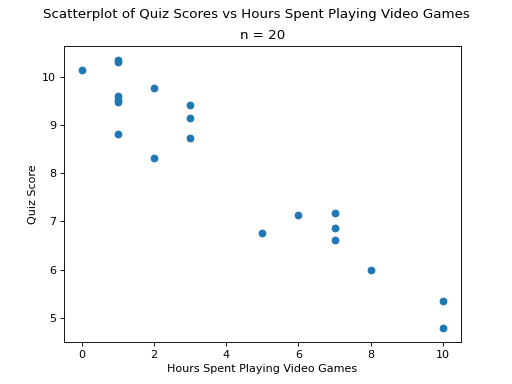 Scatterplot of Quiz Scores vs Hours Spent Playing Video Games
n = 20
10
9
8
7
6
5
Quiz Score
0 2 4 6 8 10
Hours Spent Playing Video Games